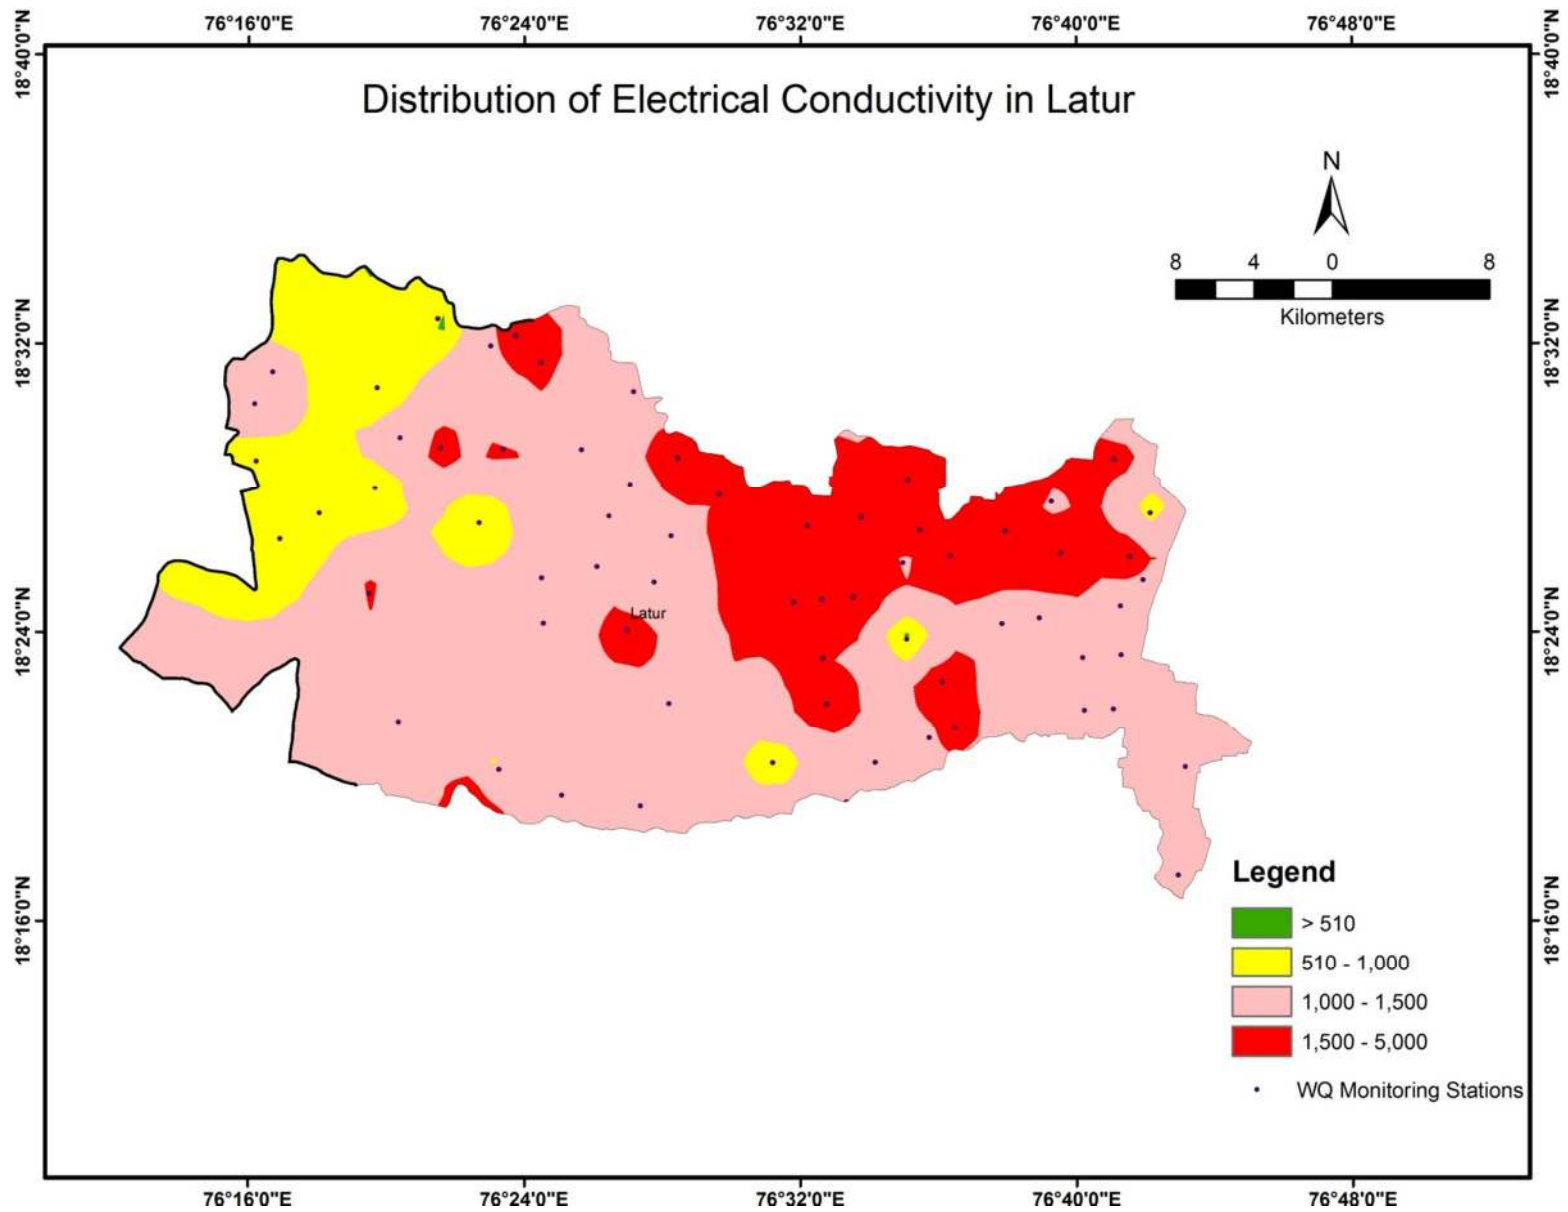 76°16'0"E 76°24'0"E 76°32'0"E 76°40'0"E 76°48'0"E
18°40'0"N 18°40'0"N
Distribution of Electrical Conductivity in Latur
N
8 4 0 8
Kilometers
18°32'0"N 18°32'0"N
Latur
18°24'0"N 18°24'0"N
Legend
> 510
510 - 1,000
1,000 - 1,500
1,500 - 5,000
WQ Monitoring Stations
18°16'0"N 18°16'0"N
76°16'0"E 76°24'0"E 76°32'0"E 76°40'0"E 76°48'0"E